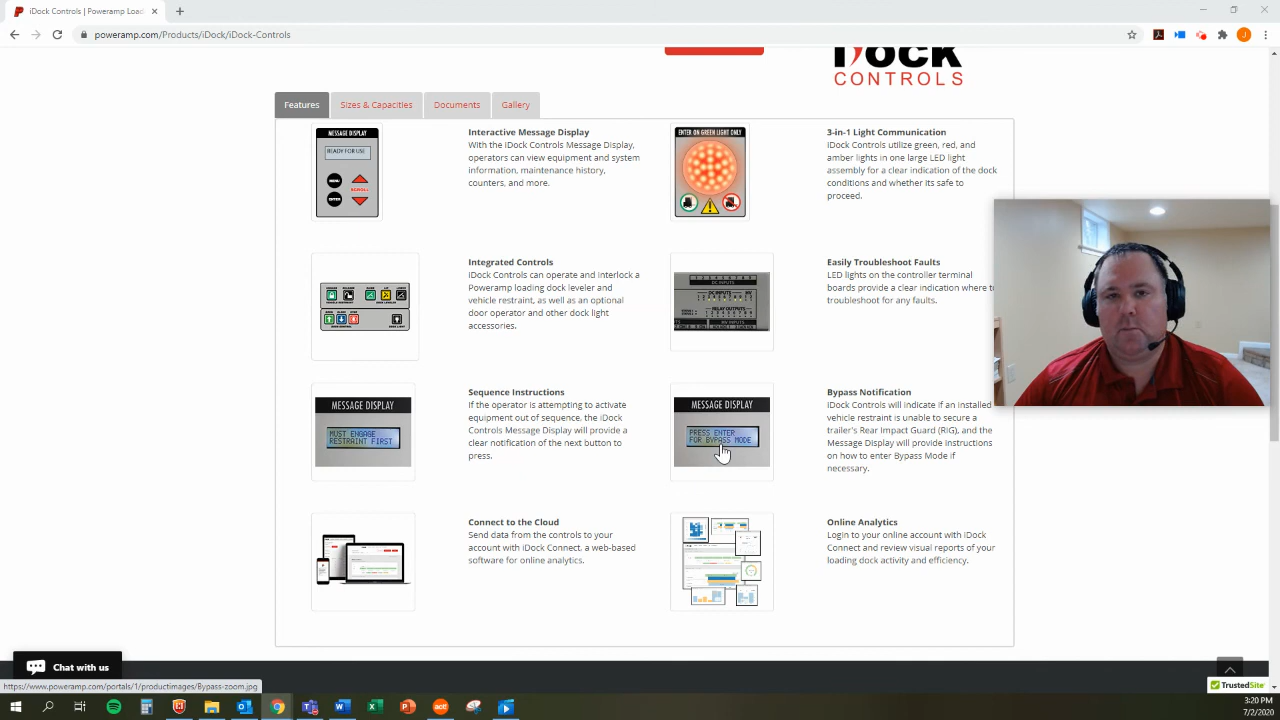 iDock Controls | Poweramp Load
poweramp.com/Products/iDock/iDock-Controls
iDock
CONTROLS
Features
Sizes & Capacities
Documents
Gallery
MESSAGE DISPLAY
READY FOR USE
MENU
SCROLL
ENTER
Interactive Message Display
With the iDock Controls Message Display,
operators can view equipment and system
information, maintenance history,
counters, and more.
ENTER ON GREEN LIGHT ONLY
3-in-1 Light Communication
iDock Controls utilize green, red, and
amber lights in one large LED light
assembly for a clear indication of the dock
conditions and whether its safe to
proceed.
Integrated Controls
iDock Controls can operate and interlock a
Poweramp loading dock leveler and
vehicle restraint, as well as an optional
door operator and other dock light
accessories.
DC INPUTS
RELAY OUTPUTS
Easily Troubleshoot Faults
LED lights on the controller terminal
boards provide a clear indication where to
troubleshoot for any faults.
MESSAGE DISPLAY
MUST ENGAGE
RESTRAINT FIRST
Sequence Instructions
If the operator is attempting to activate
equipment out of sequence, the iDock
Controls Message Display will provide a
clear notification of the next button to
press.
MESSAGE DISPLAY
PRESS ENTER
FOR BYPASS MODE
Bypass Notification
iDock Controls will indicate if an installed
vehicle restraint is unable to secure a
trailer's Rear Impact Guard (RIG), and the
Message Display will provide instructions
on how to enter Bypass Mode if
necessary.
Connect to the Cloud
Send data from the controls to your
account with iDock Connect, a web-based
software for online analytics.
Online Analytics
Login to your online account with iDock
Connect and review visual reports of your
loading dock activity and efficiency.
Chat with us
https://www.poweramp.com/portals/1/productimages/Bypass-zoom.jpg
TrustedSite
3:20 PM
7/2/2020